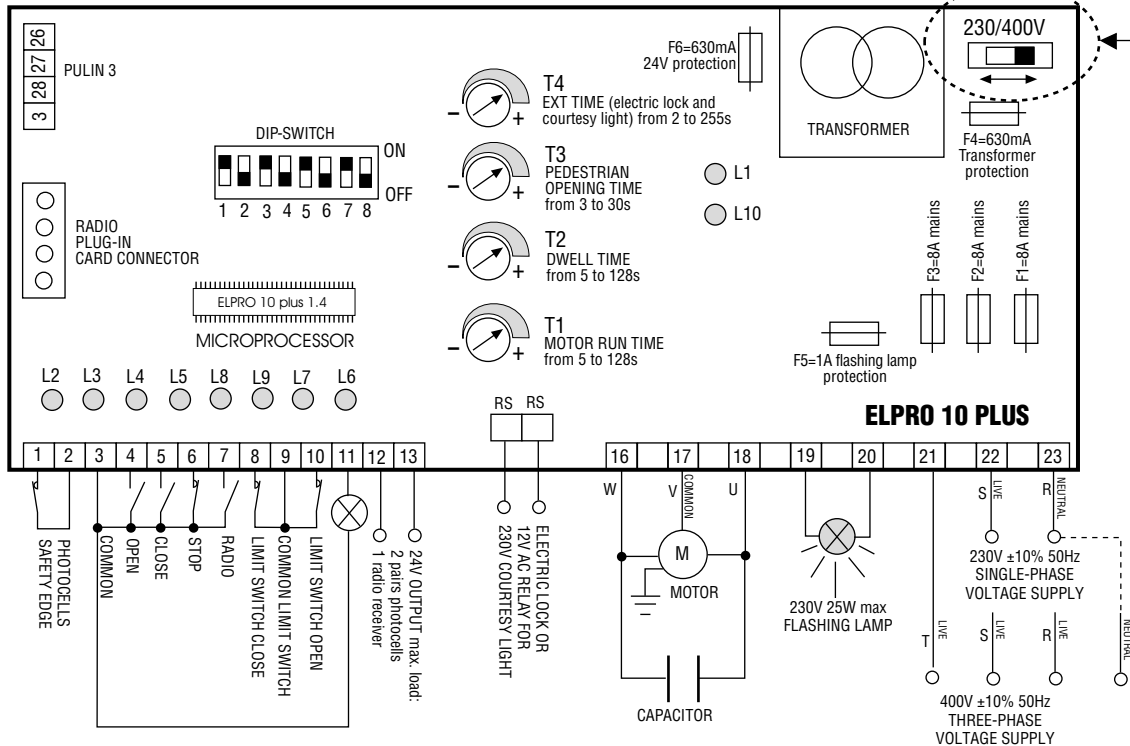 230/400V
F6=630mA
24V protection
TRANSFORMER
F4=630mA
Transformer
protection
26
27
28
3
PULIN 3
DIP-SWITCH
ON
OFF
1 2 3 4 5 6 7 8
T4
EXT TIME (electric lock and
courtesy light) from 2 to 255s
- +
T3
PEDESTRIAN
OPENING TIME
from 3 to 30s
- +
T2
DWELL TIME
from 5 to 128s
- +
T1
MOTOR RUN TIME
from 5 to 128s
- +
L1
L10
RADIO
PLUG-IN
CARD CONNECTOR
ELPRO 10 plus 1.4
MICROPROCESSOR
F3=8A mains
F2=8A mains
F1=8A mains
F5=1A flashing lamp
protection
L2 L3 L4 L5 L8 L9 L7 L6
RS RS
ELPRO 10 PLUS
1 2 3 4 5 6 7 8 9 10 11 12 13
16 17 18 19 20 21 22 23
PHOTOCELLS
SAFETY EDGE
COMMON
OPEN
CLOSE
STOP
RADIO
LIMIT SWITCH CLOSE
COMMON LIMIT SWITCH
LIMIT SWITCH OPEN
24V OUTPUT max. load:
2 pairs photocells
1 radio receiver
ELECTRIC LOCK OR
12V AC RELAY FOR
230V COURTESY LIGHT
W
V
COMMON
U
M
MOTOR
CAPACITOR
230V 25W max
FLASHING LAMP
S
LIVE
R
NEUTRAL
230V ±10% 50Hz
SINGLE-PHASE
VOLTAGE SUPPLY
T
LIVE
S
LIVE
R
LIVE
NEUTRAL
400V ±10% 50Hz
THREE-PHASE
VOLTAGE SUPPLY